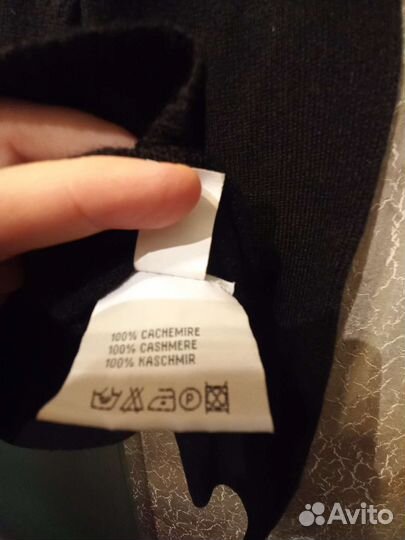 100% CACHEMIRE
100% CASHMERE
100% KASCHMIR
P
Avito